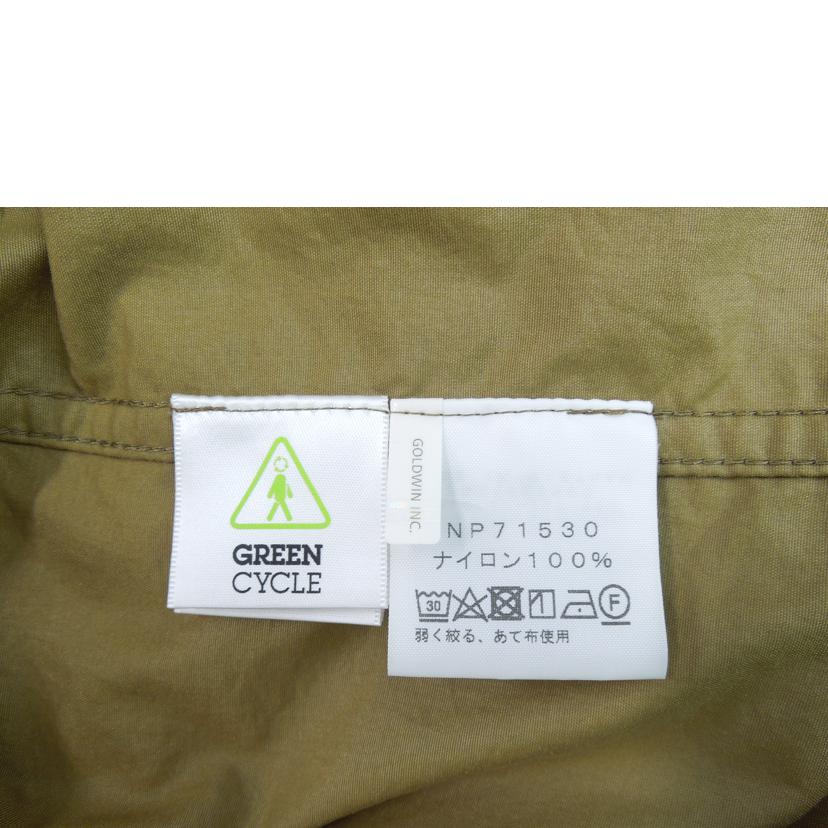 GREEN
CYCLE
GOLDWIN INC.
NP71530
ナイロン100%
30
F
弱く絞る、あて布使用